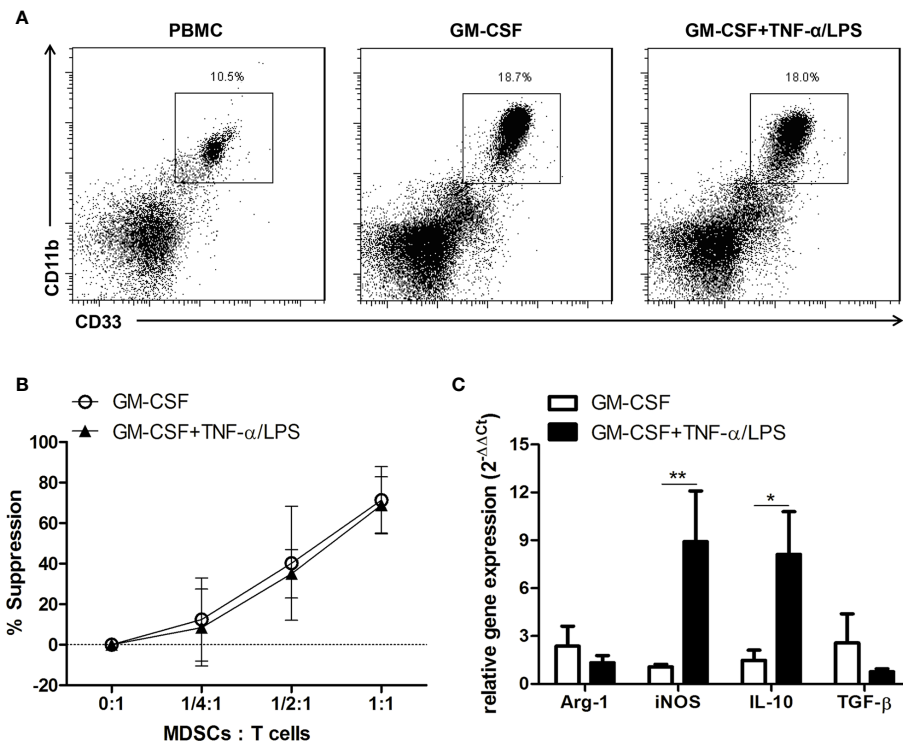 A
PBMC
GM-CSF
GM-CSF+TNF-α/LPS
10.5%
18.7%
18.0%
CD11b
CD33
B
GM-CSF
GM-CSF+TNF-α/LPS
% Suppression
100
80
60
40
20
0
-20
0:1
1/4:1
1/2:1
1:1
MDSCs : T cells
C
GM-CSF
GM-CSF+TNF-α/LPS
relative gene expression (2^-ΔΔCt)
15
12
9
6
3
0
**
*
Arg-1
iNOS
IL-10
TGF-β